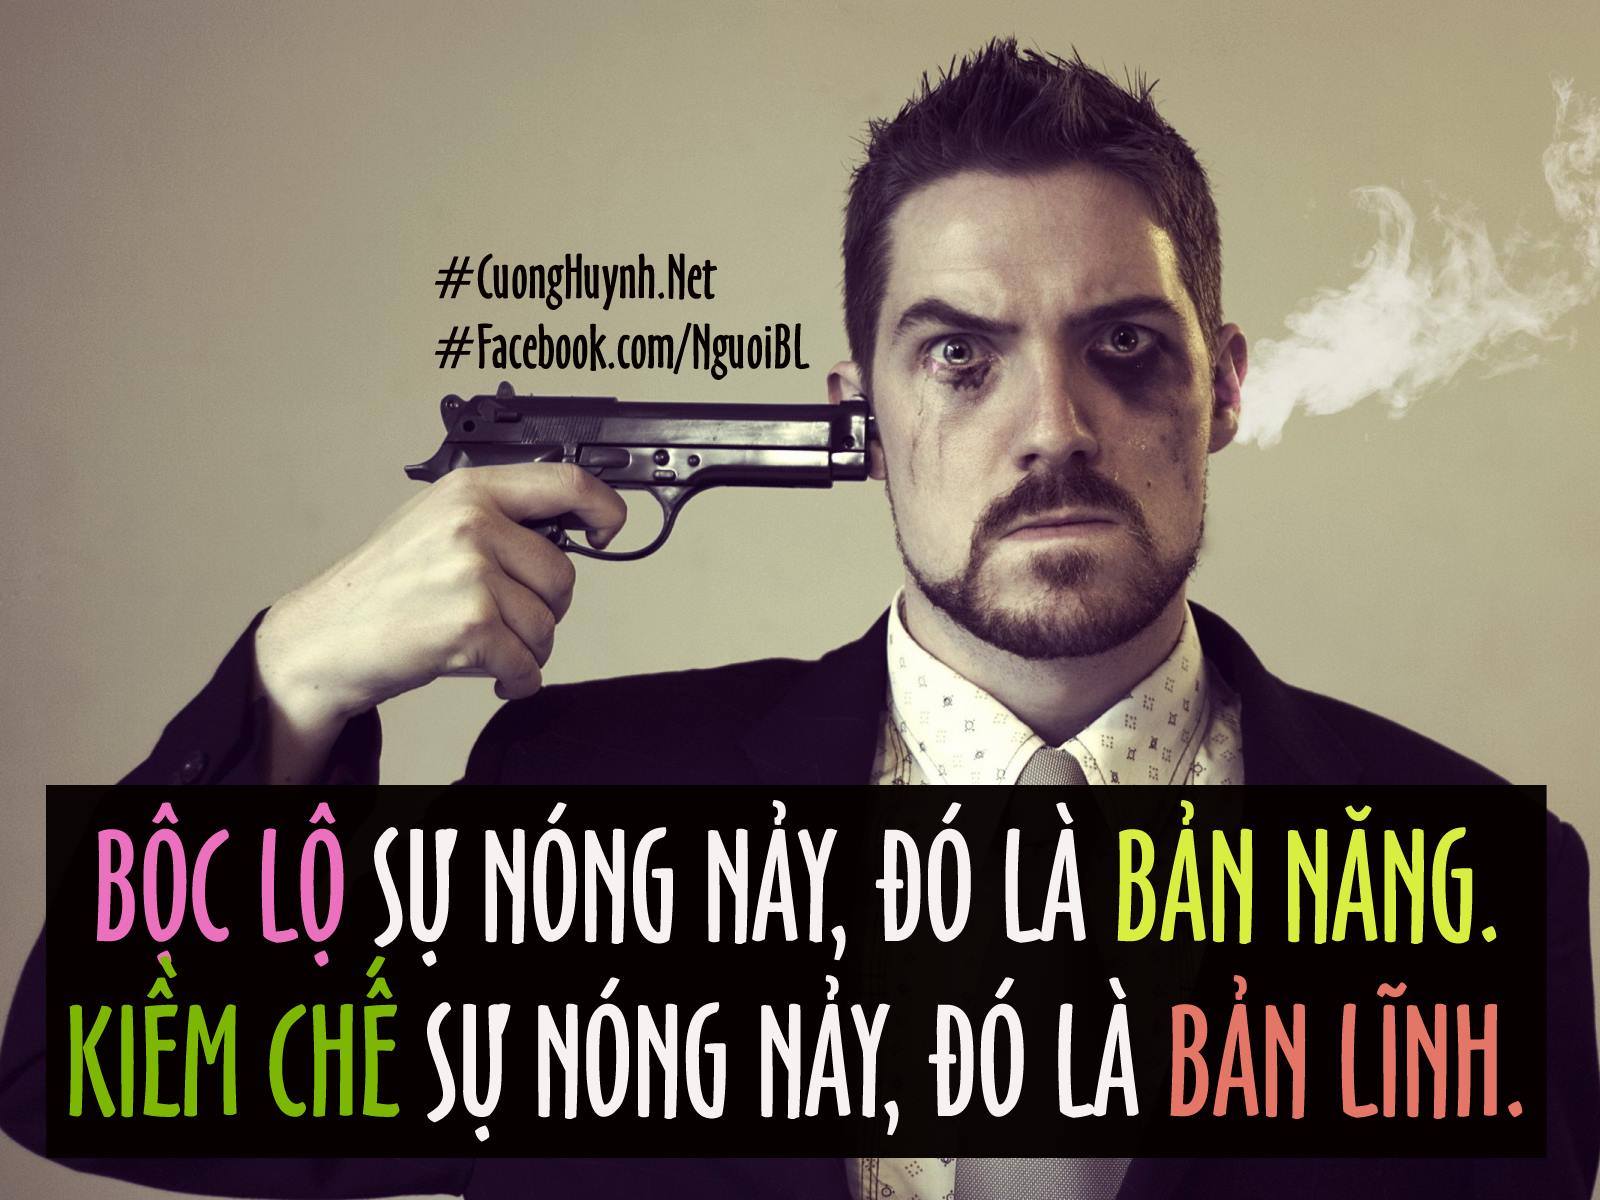 #CuongHuynh.Net
#Facebook.com/NguoiBL
BỘC LỘ SỰ NÓNG NẢY, ĐÓ LÀ BẢN NĂNG.
KIỀM CHẾ SỰ NÓNG NẢY, ĐÓ LÀ BẢN LĨNH.